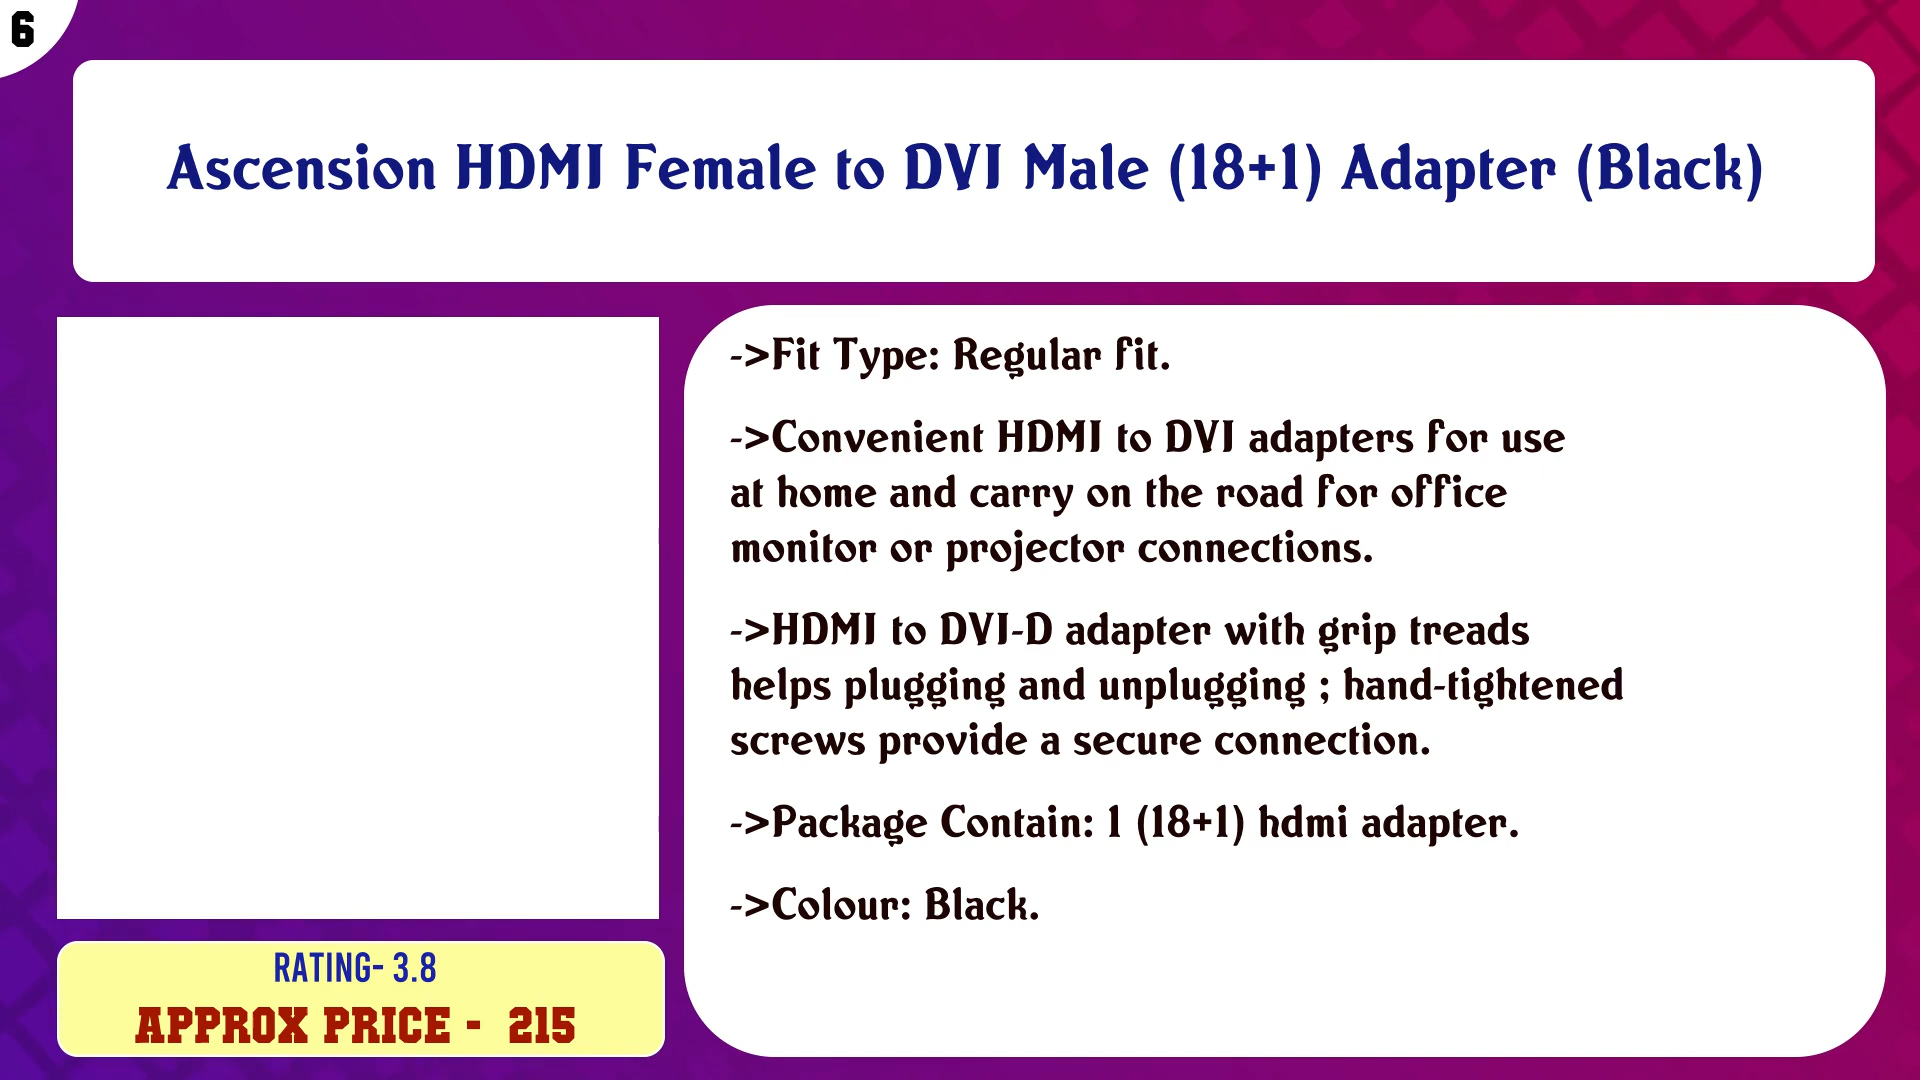 6
Ascension HDMI Female to DVI Male (18+1) Adapter (Black)
->Fit Type: Regular fit.
->Convenient HDMI to DVI adapters for use
at home and carry on the road for office
monitor or projector connections.
->HDMI to DVI-D adapter with grip treads
helps plugging and unplugging ; hand-tightened
screws provide a secure connection.
->Package Contain: 1 (18+1) hdmi adapter.
->Colour: Black.
RATING- 3.8
APPROX PRICE - 215